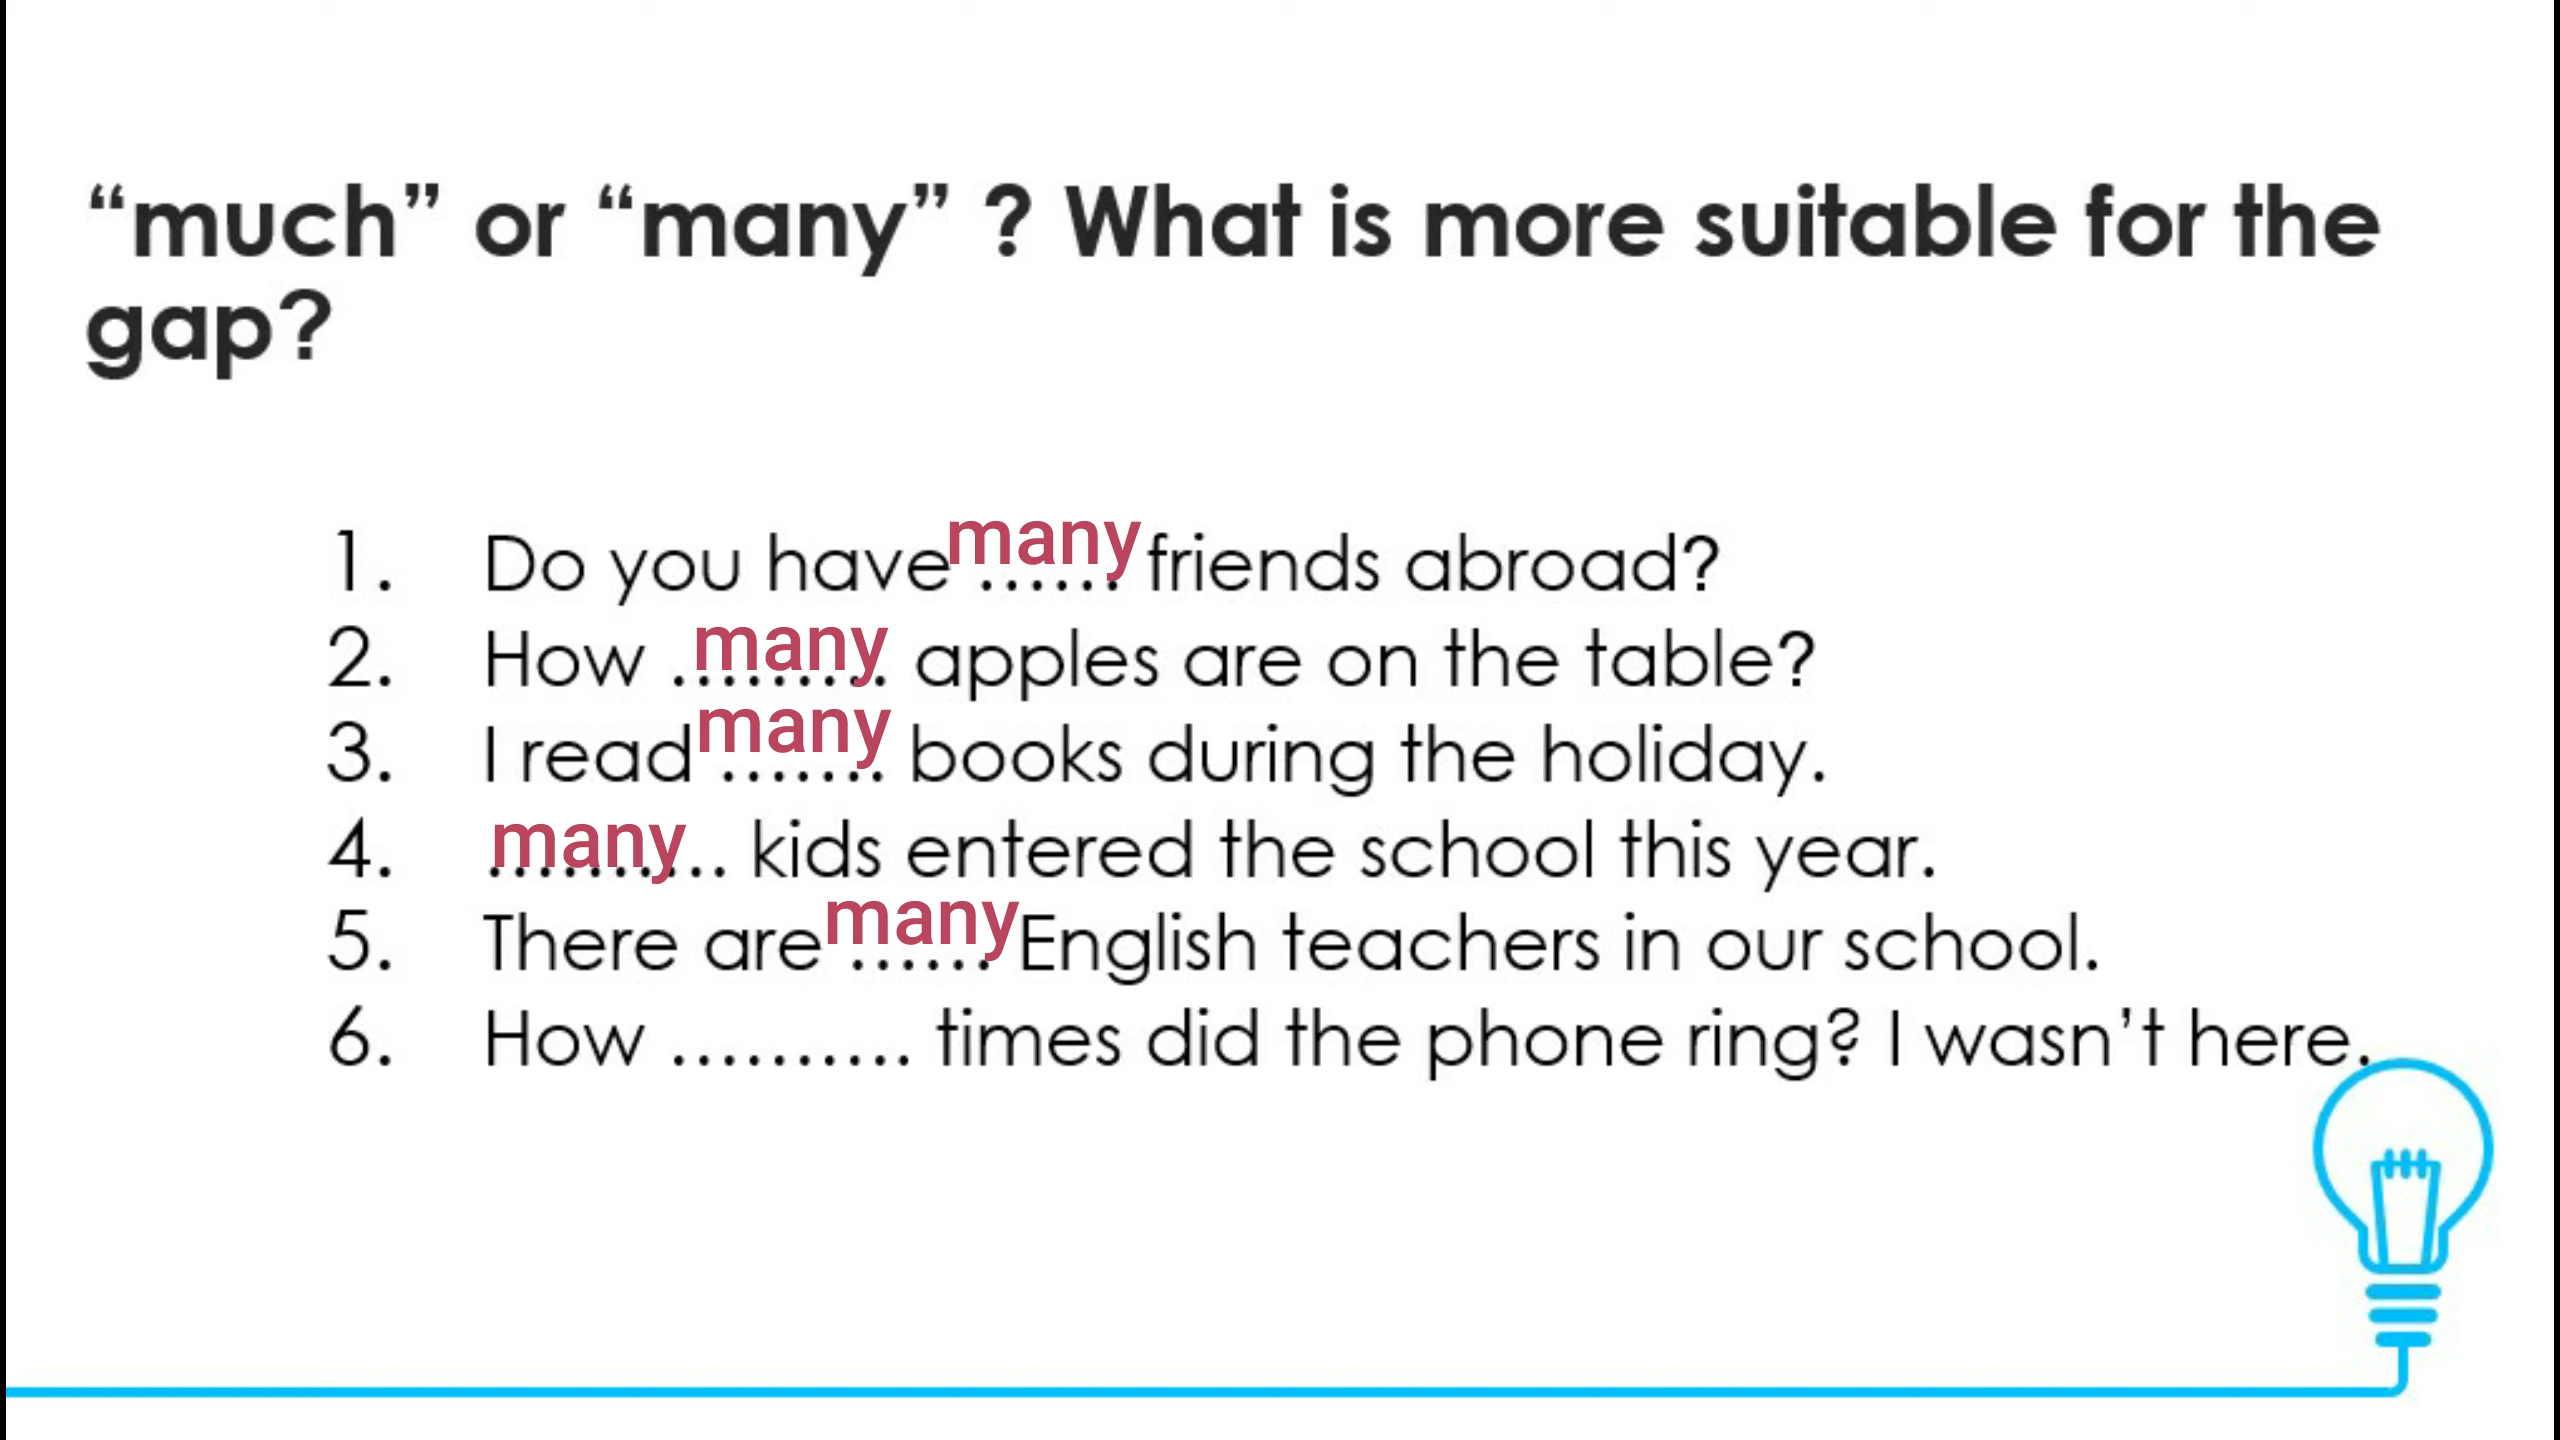 “much” or “many” ? What is more suitable for the
gap?
1. Do you have many...... friends abroad?
2. How .many........ apples are on the table?
3. I read many....... books during the holiday.
4. many.......... kids entered the school this year.
5. There are many...... English teachers in our school.
6. How .......... times did the phone ring? I wasn’t here.